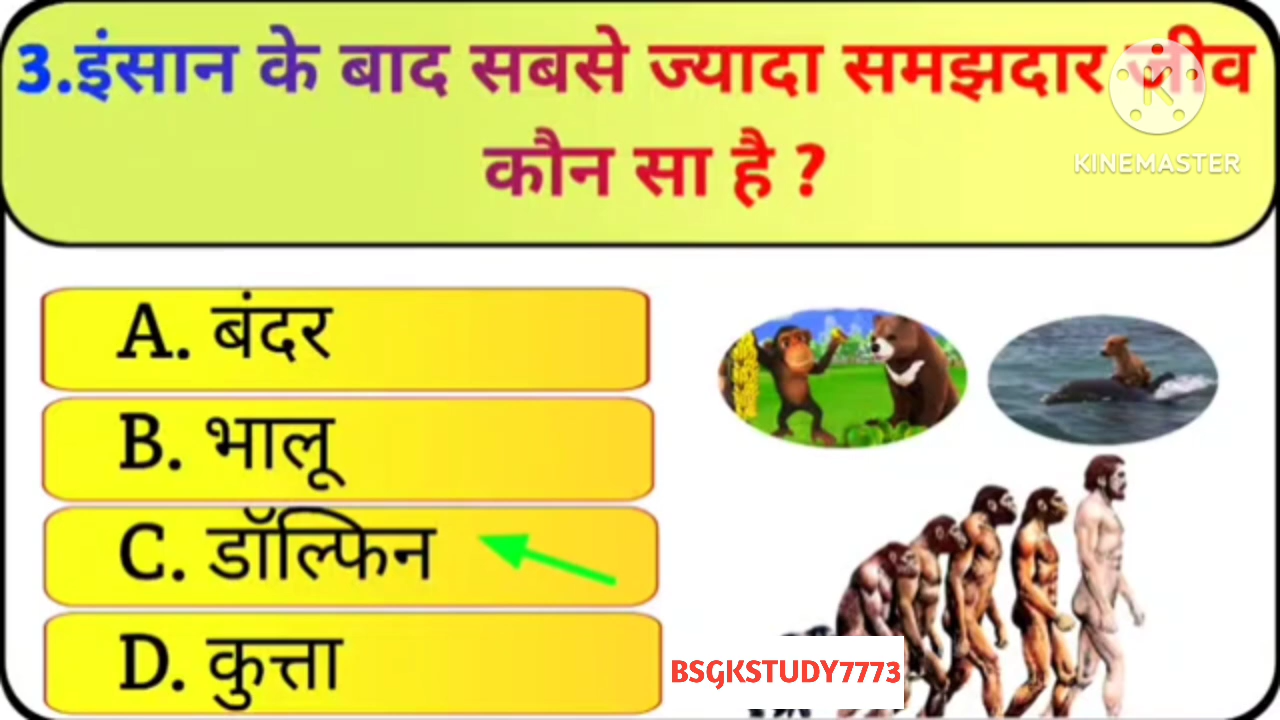 3.इंसान के बाद सबसे ज्यादा समझदार जीव
कौन सा है ?
KINEMASTER
A. बंदर
B. भालू
C. डॉल्फिन
D. कुत्ता
BSGKSTUDY7773